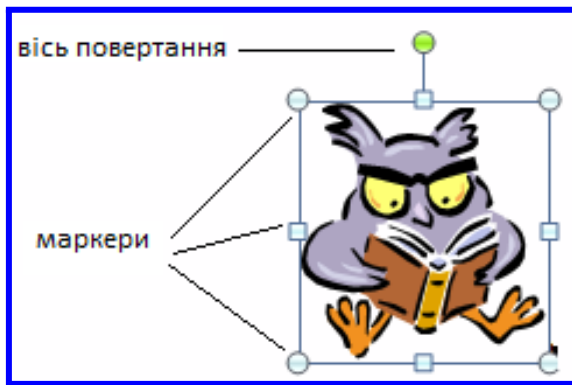 вісь повертання
маркери